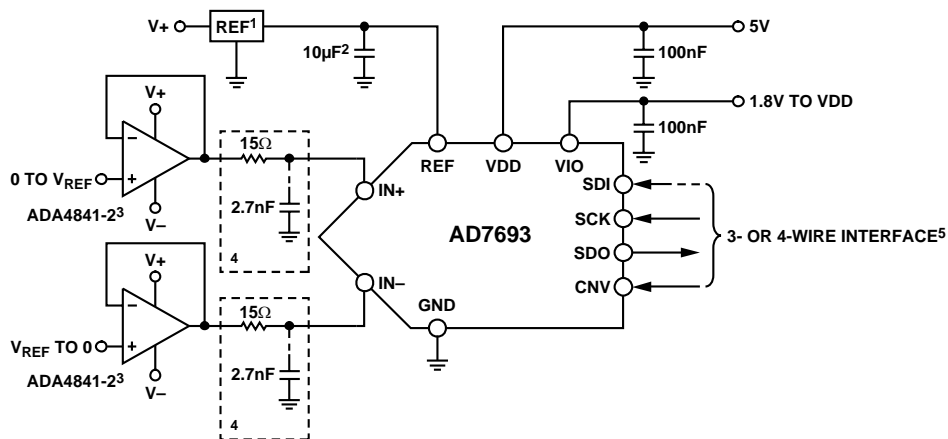 V+
REF¹
10µF²
5V
100nF
1.8V TO VDD
100nF
V+
–
+
0 TO VREF
ADA4841-2³
V–
15Ω
2.7nF
4
REF
VDD
VIO
IN+
IN–
AD7693
GND
SDI
SCK
SDO
CNV
3- OR 4-WIRE INTERFACE⁵
V+
–
+
VREF TO 0
ADA4841-2³
V–
15Ω
2.7nF
4